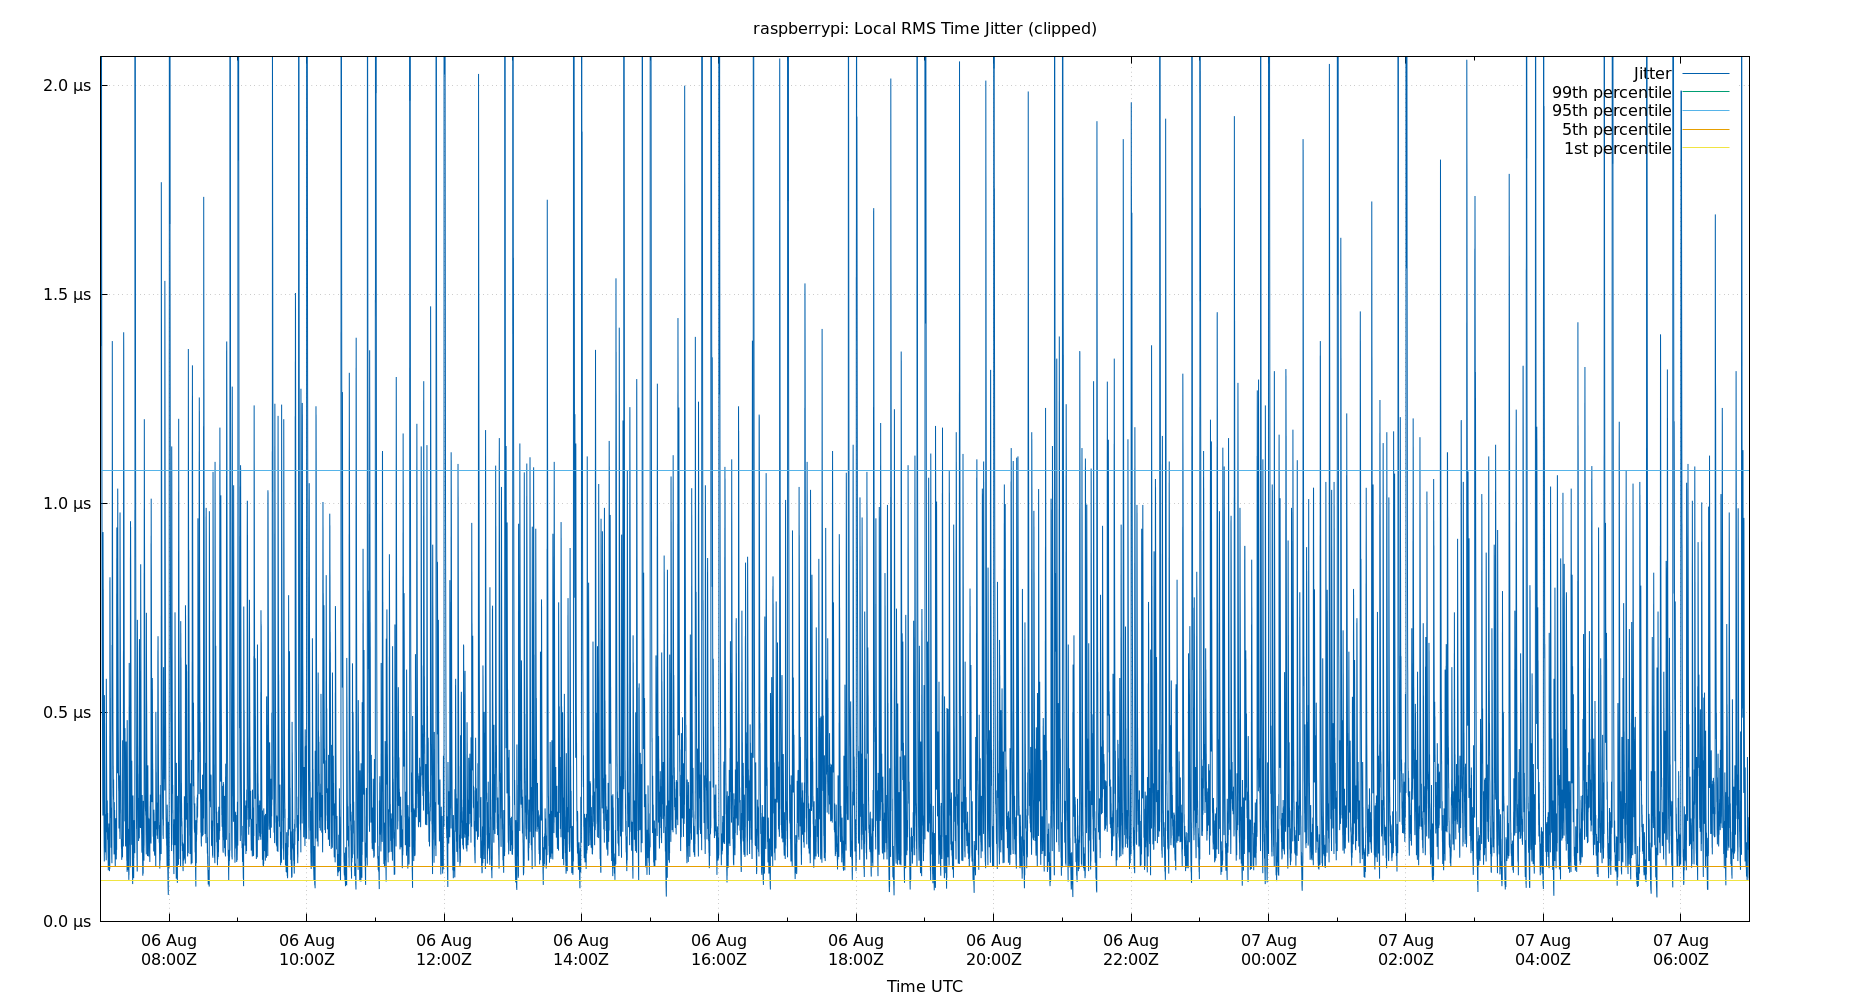 raspberrypi: Local RMS Time Jitter (clipped)
2.0 µs
1.5 µs
1.0 µs
0.5 µs
0.0 µs
Jitter
99th percentile
95th percentile
5th percentile
1st percentile
06 Aug 06 Aug 06 Aug 06 Aug 06 Aug 06 Aug 06 Aug 06 Aug 07 Aug 07 Aug 07 Aug 07 Aug
08:00Z 10:00Z 12:00Z 14:00Z 16:00Z 18:00Z 20:00Z 22:00Z 00:00Z 02:00Z 04:00Z 06:00Z
Time UTC